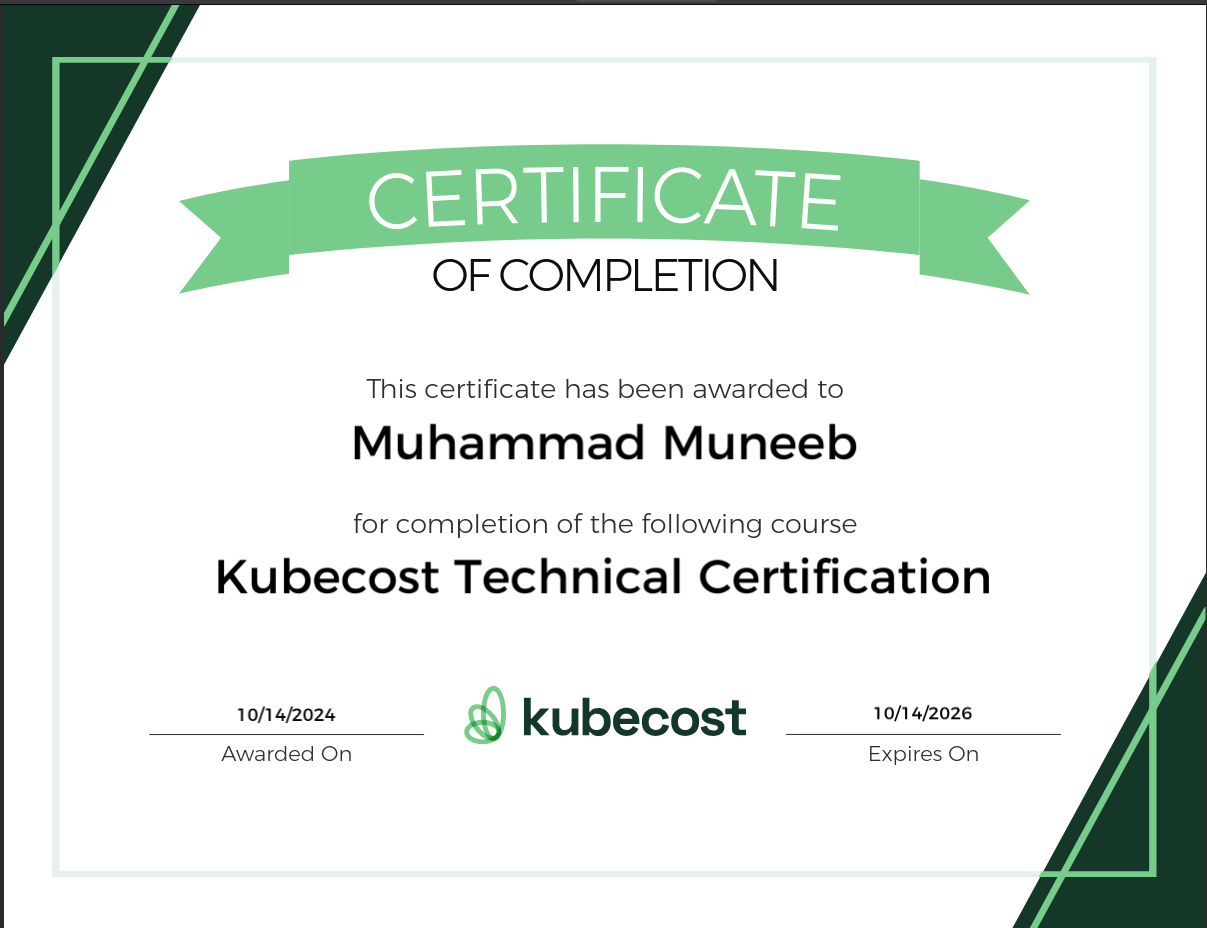 CERTIFICATE
OF COMPLETION
This certificate has been awarded to
Muhammad Muneeb
for completion of the following course
Kubecost Technical Certification
10/14/2024
Awarded On
kubecost
10/14/2026
Expires On